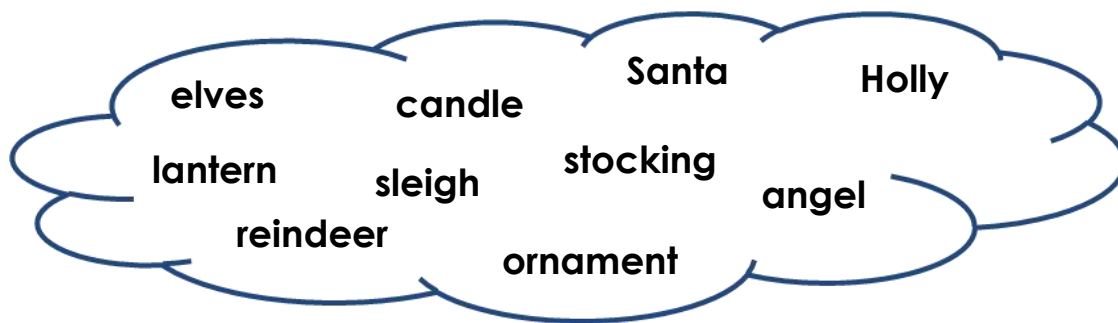 elves
candle
Santa
Holly
lantern
sleigh
stocking
angel
reindeer
ornament